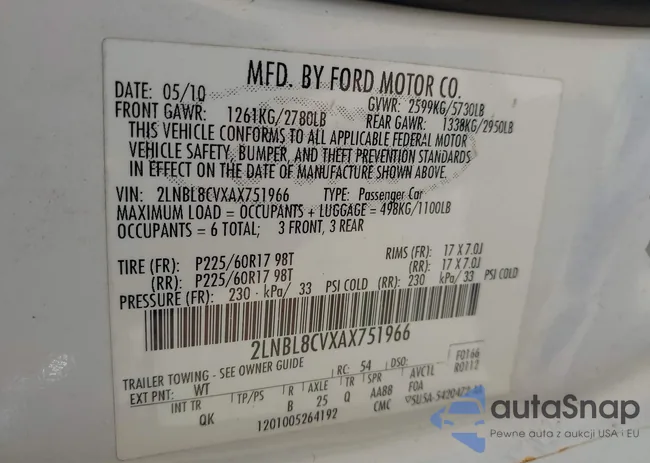 MFD. BY FORD MOTOR CO.
DATE: 05/10 GVWR: 2599KG/5730LB
FRONT GAWR: 1261KG/2780LB REAR GAWR: 1338KG/2950LB
THIS VEHICLE CONFORMS TO ALL APPLICABLE FEDERAL MOTOR
VEHICLE SAFETY, BUMPER, AND THEFT PREVENTION STANDARDS
IN EFFECT ON THE DATE OF MANUFACTURE SHOWN ABOVE.
VIN: 2LNBL8CVXAX751966 TYPE: Passenger Car
MAXIMUM LOAD = OCCUPANTS + LUGGAGE = 498KG/1100LB
OCCUPANTS = 6 TOTAL; 3 FRONT, 3 REAR
TIRE (FR): P225/60R17 98T RIMS (FR): 17 X 7.0J
(RR): P225/60R17 98T (RR): 17 X 7.0J
PRESSURE (FR): 230 - kPa/ 33 PSI COLD (RR): 230 kPa/ 33 PSI COLD
2LNBL8CVXAX751966
TRAILER TOWING - SEE OWNER GUIDE RC: 54 DSO: F0166
EXT PNT: WT R0112
INT TR TP/PS R AXLE TR SPR AVC1L
QK B 25 Q AA88 FOA
1201005264192 CMC
autaSnap
Pewne auta z aukcji USA i EU